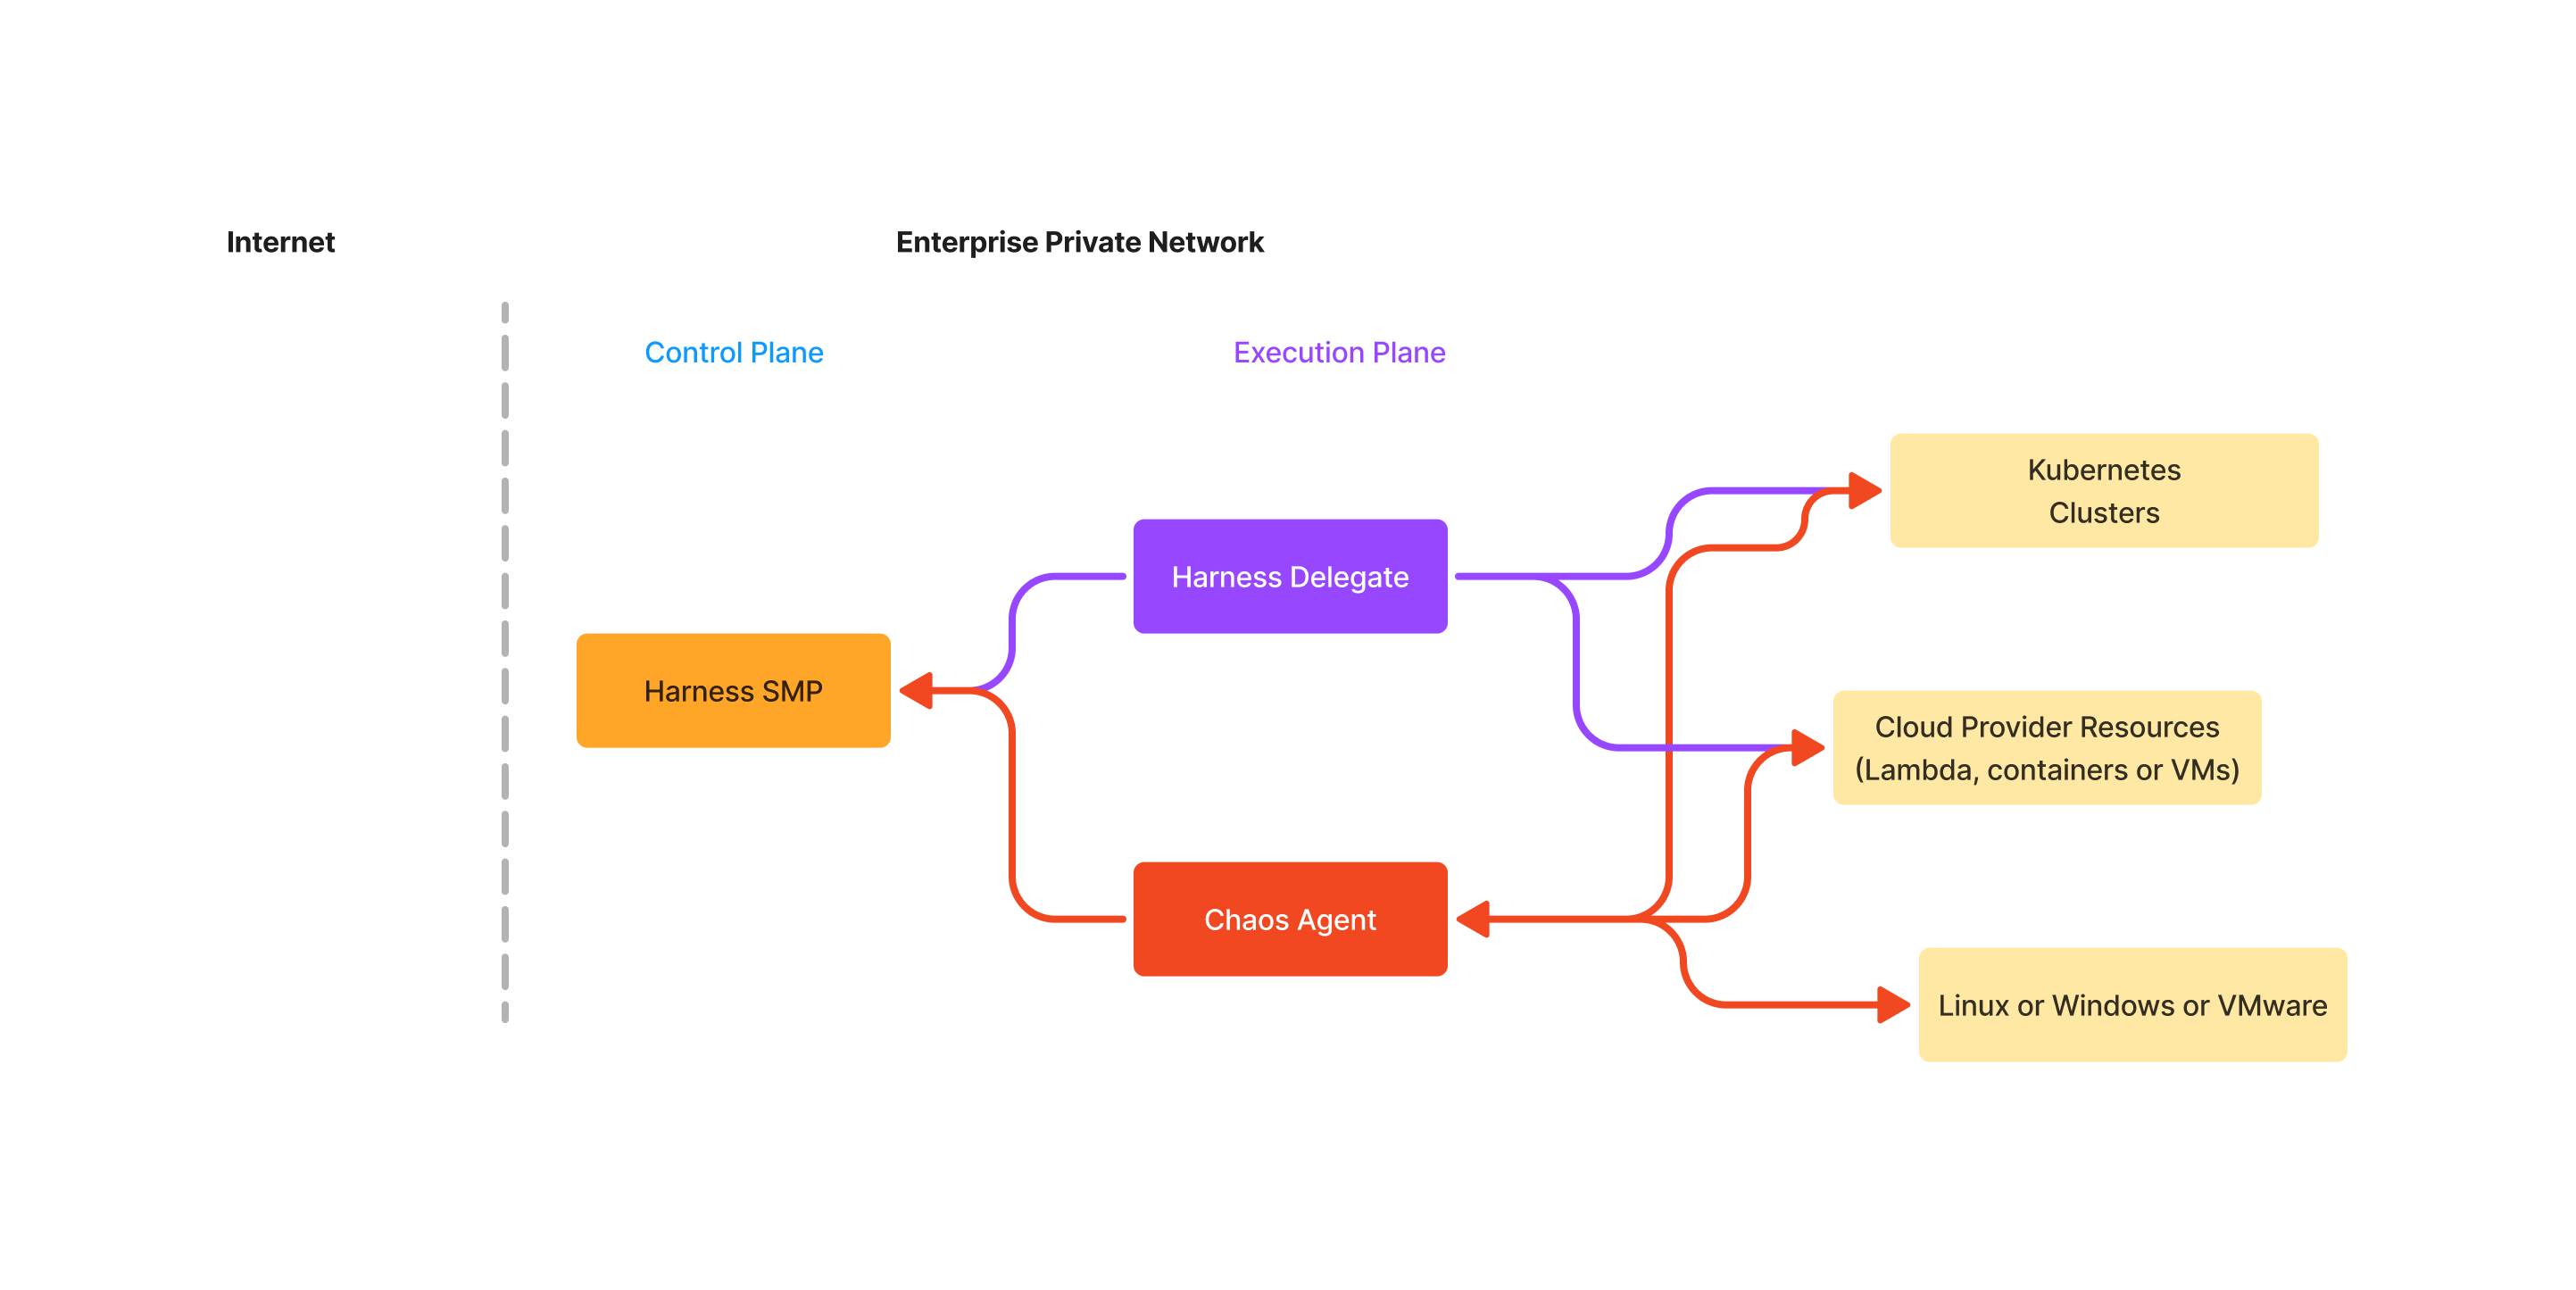 Internet
Enterprise Private Network
Control Plane
Execution Plane
Kubernetes
Clusters
Harness Delegate
Harness SMP
Cloud Provider Resources
(Lambda, containers or VMs)
Chaos Agent
Linux or Windows or VMware